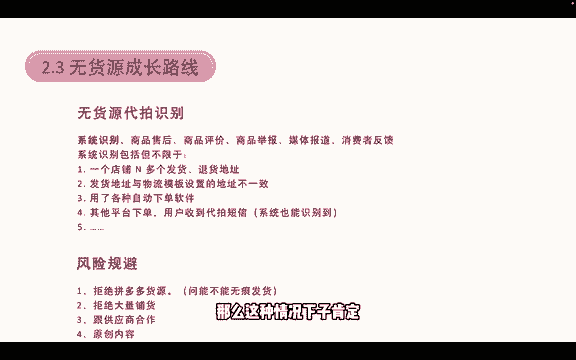 2.3 无货源成长路线
无货源代拍识别
系统识别、商品售后、商品评价、商品举报、媒体报道、消费者反馈
系统识别包括但不限于：
1. 一个店铺 N 多个发货、退货地址
2. 发货地址与物流模板设置的地址不一致
3. 用了各种自动下单软件
4. 其他平台下单，用户收到代拍短信（系统也能识别到）
5. ……
风险规避
1、拒绝拼多多货源。（问能不能无痕发货）
2、拒绝大量铺货
3、跟供应商合作
4、原创内容
那么这种情况下子肯定